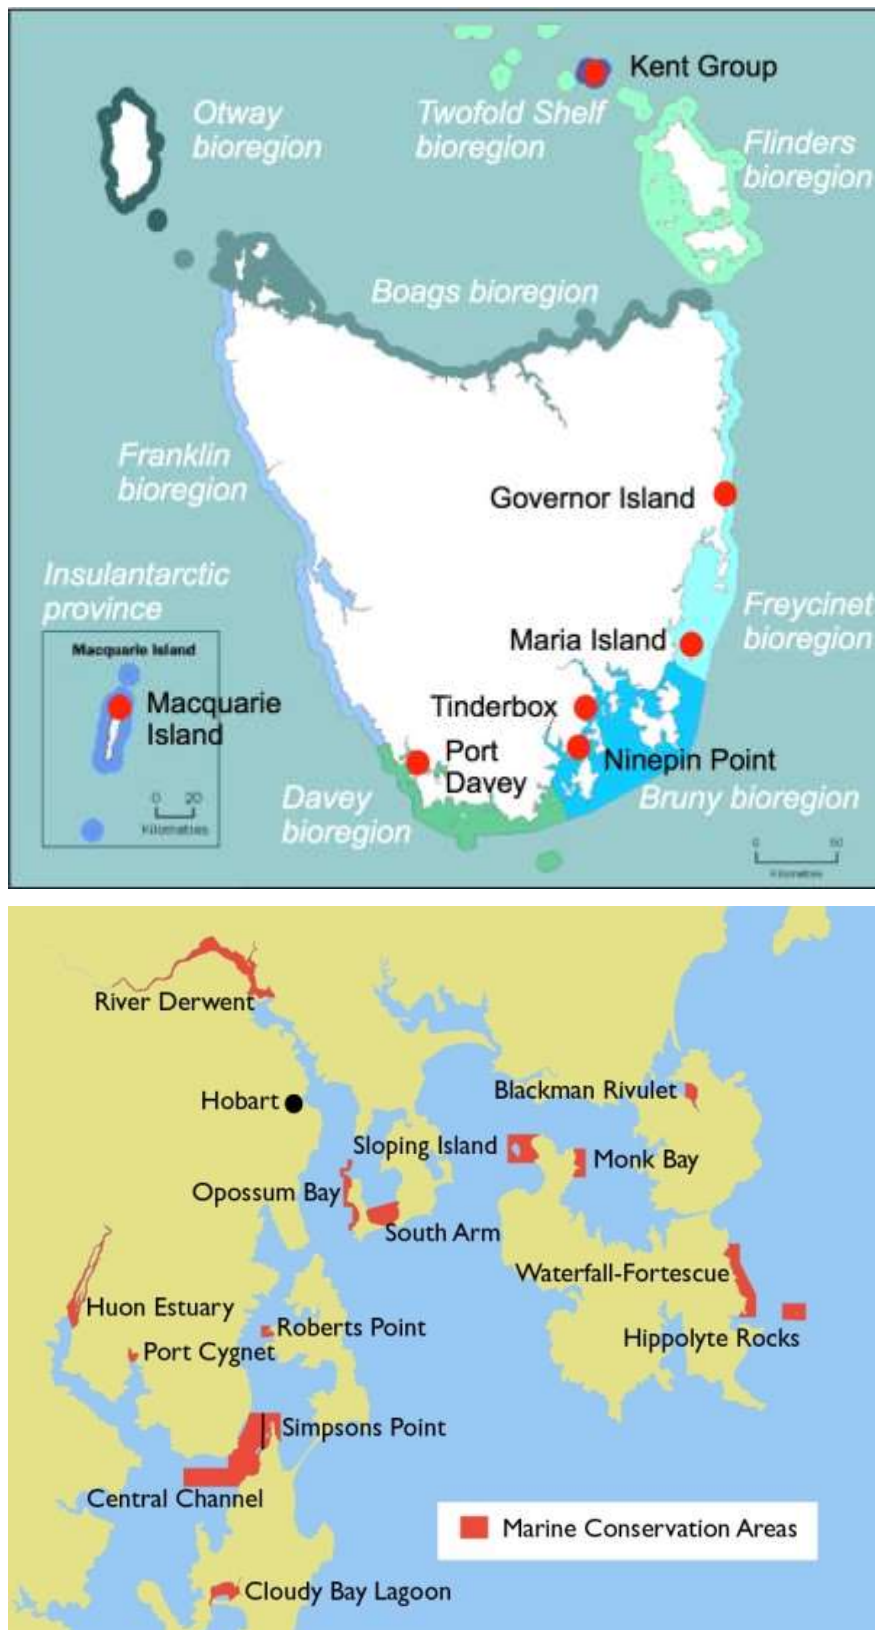 Kent Group
Otway
bioregion
Twofold Shelf
bioregion
Flinders
bioregion
Boags bioregion
Franklin
bioregion
Governor Island
Insulantarctic
province
Freycinet
bioregion
Macquarie Island
Maria Island
Macquarie
Island
Tinderbox
Port
Davey
Ninepin Point
Davey
bioregion
Bruny bioregion
0 20
Kilometres
0 50
Kilometres
River Derwent
Hobart
Blackman Rivulet
Sloping Island
Monk Bay
Opossum Bay
South Arm
Waterfall-Fortescue
Huon Estuary
Roberts Point
Hippolyte Rocks
Port Cygnet
Simpsons Point
Central Channel
Marine Conservation Areas
Cloudy Bay Lagoon